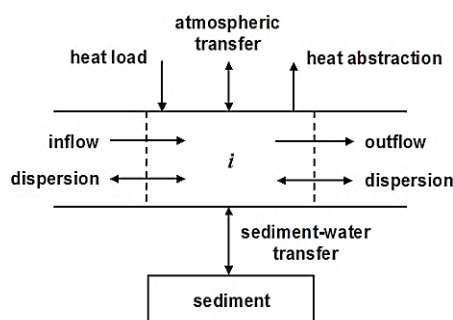 atmospheric
transfer
heat load
heat abstraction
inflow
i
outflow
dispersion
dispersion
sediment-water
transfer
sediment